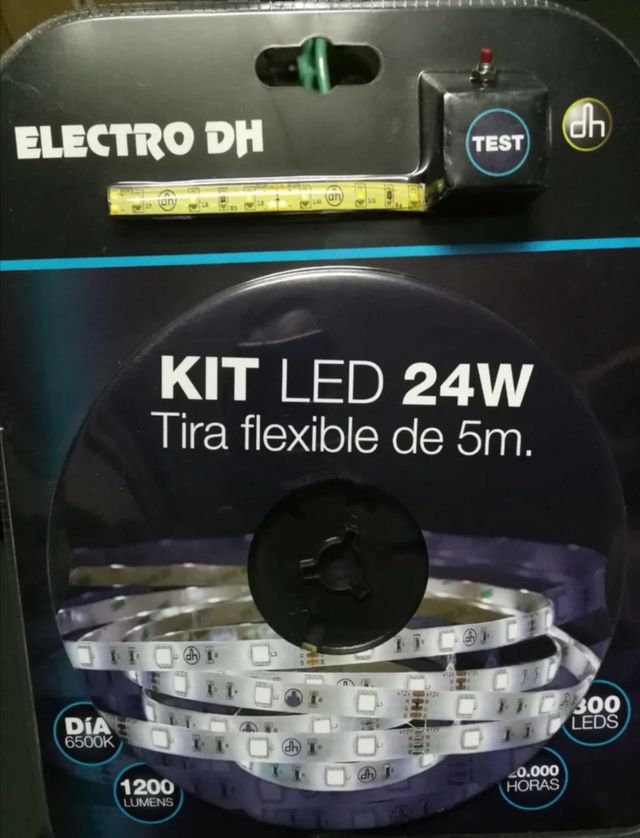 ELECTRO DH
TEST
dh
KIT LED 24W
Tira flexible de 5m.
DÍA
6500K
300
LEDS
1200
LUMENS
20.000
HORAS